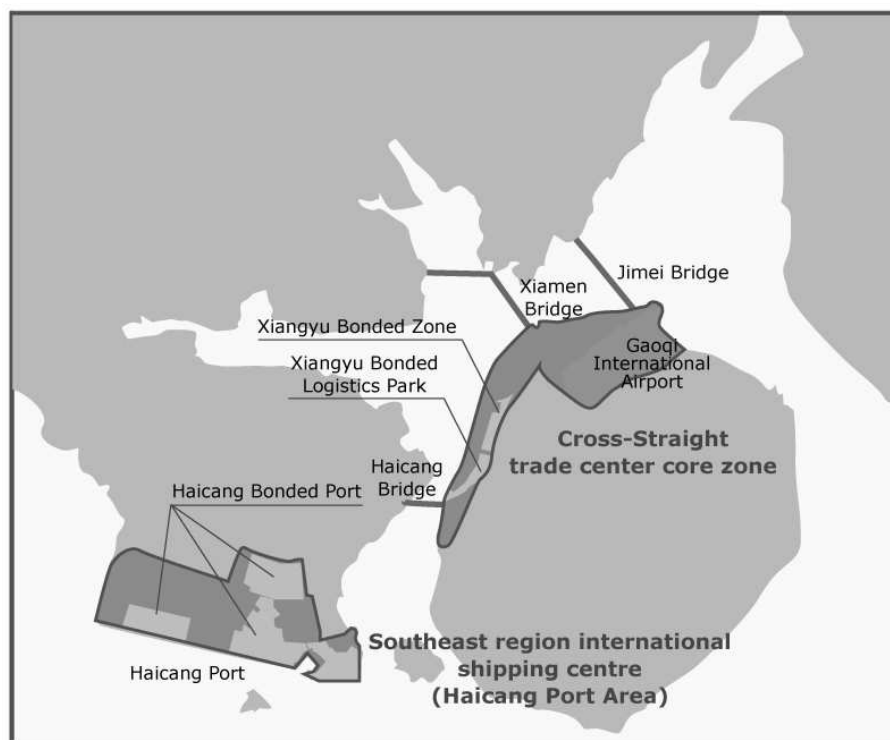 Jimei Bridge
Xiamen
Bridge
Xiangyu Bonded Zone
Gaoqi
International
Airport
Xiangyu Bonded
Logistics Park
Cross-Straight
trade center core zone
Haicang
Bridge
Haicang Bonded Port
Southeast region international
shipping centre
(Haicang Port Area)
Haicang Port